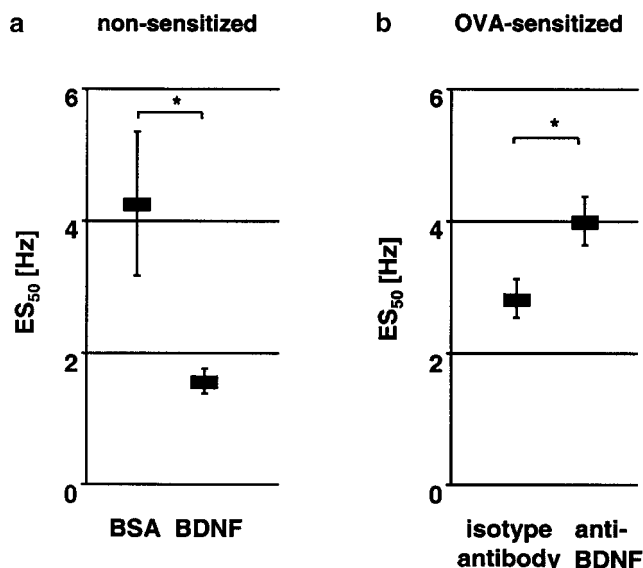 a non-sensitized
6
*
4
ES50 [Hz]
2
0
BSA BDNF
b OVA-sensitized
6
*
4
ES50 [Hz]
2
0
isotype anti-
antibody BDNF